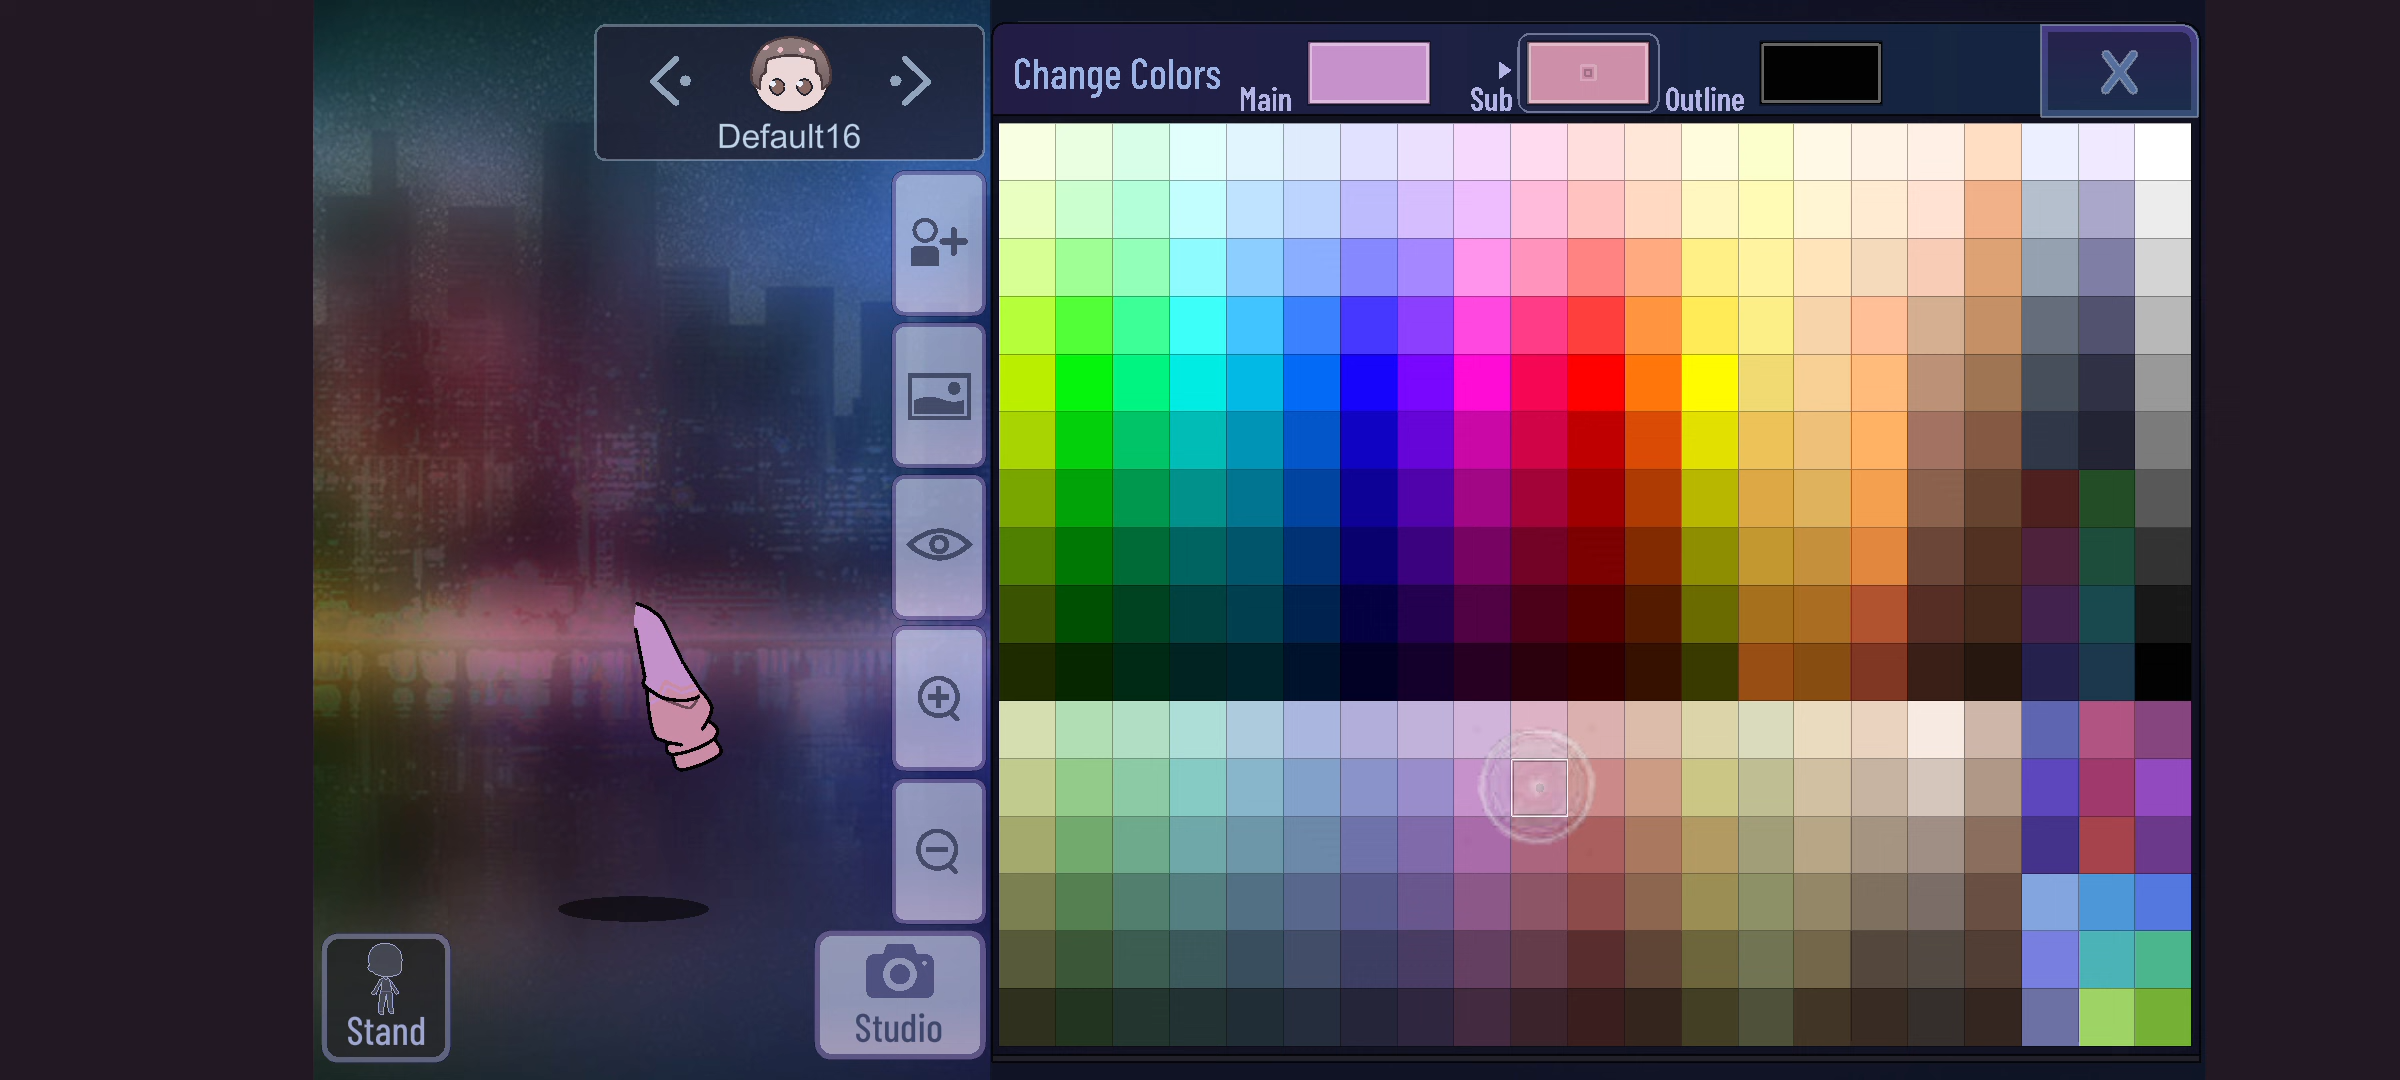 Default16
Change Colors
Main
Sub
Outline
X
Stand
Studio